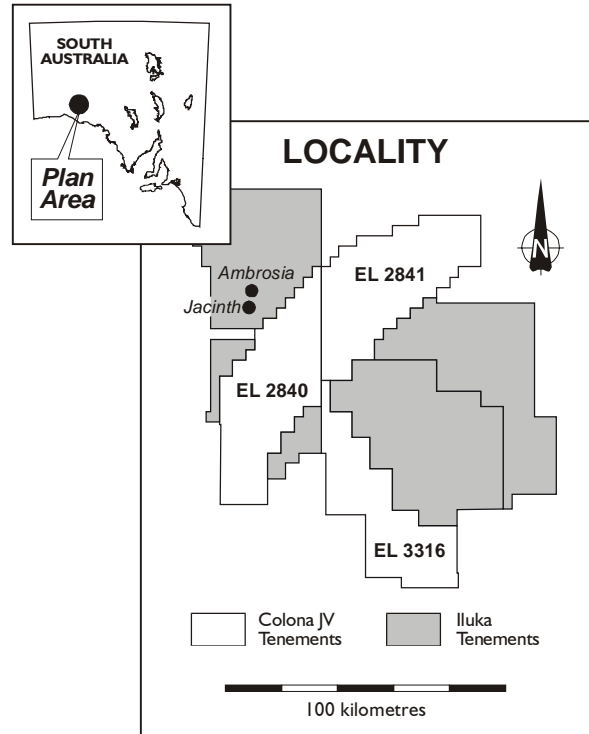 SOUTH
AUSTRALIA
Plan
Area
LOCALITY
N
Ambrosia
Jacinth
EL 2841
EL 2840
EL 3316
Colona JV
Tenements
Iluka
Tenements
100 kilometres